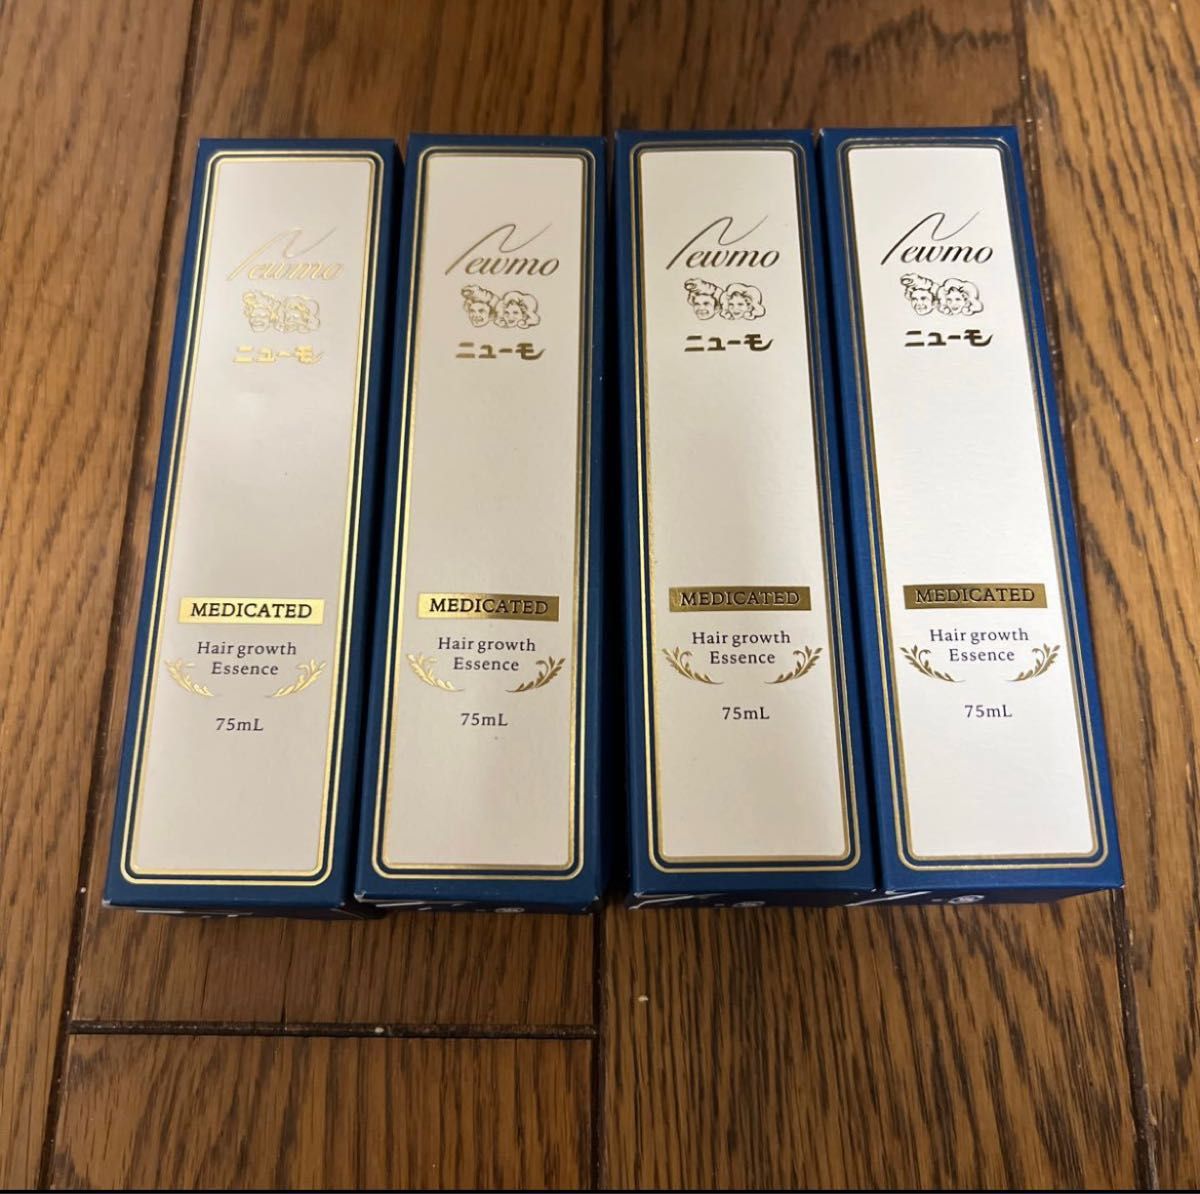 Newmo
ニューモ
MEDICATED
Hair growth
Essence
75mL
Newmo
ニューモ
MEDICATED
Hair growth
Essence
75mL
Newmo
ニューモ
MEDICATED
Hair growth
Essence
75mL
Newmo
ニューモ
MEDICATED
Hair growth
Essence
75mL